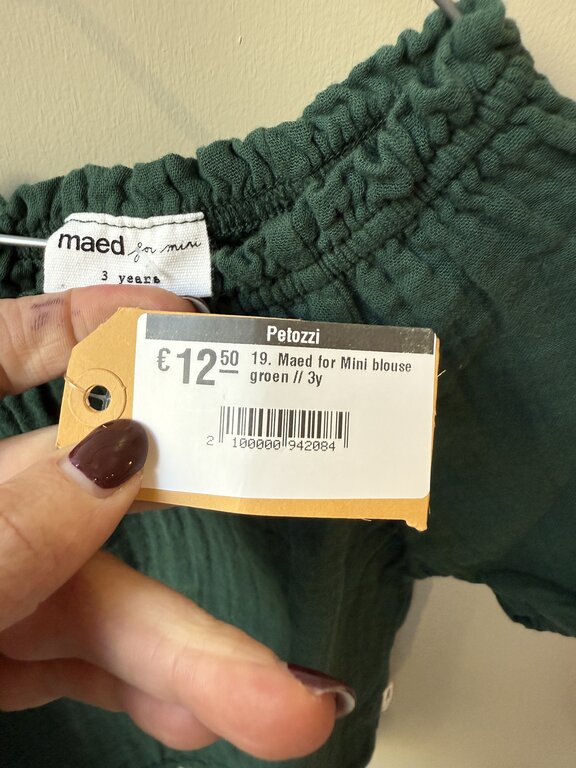 maed for mini
3 years
Petozzi
€12.50 19. Maed for Mini blouse
groen // 3y
2 100000 942084